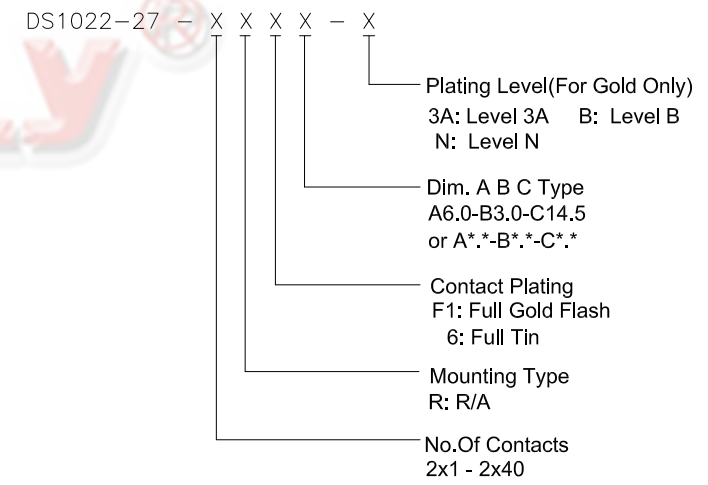 DS1022-27 - X X X X - X
Plating Level(For Gold Only)
3A: Level 3A B: Level B
N: Level N
Dim. A B C Type
A6.0-B3.0-C14.5
or A*.*-B*.*-C*.*
Contact Plating
F1: Full Gold Flash
6: Full Tin
Mounting Type
R: R/A
No.Of Contacts
2x1 - 2x40